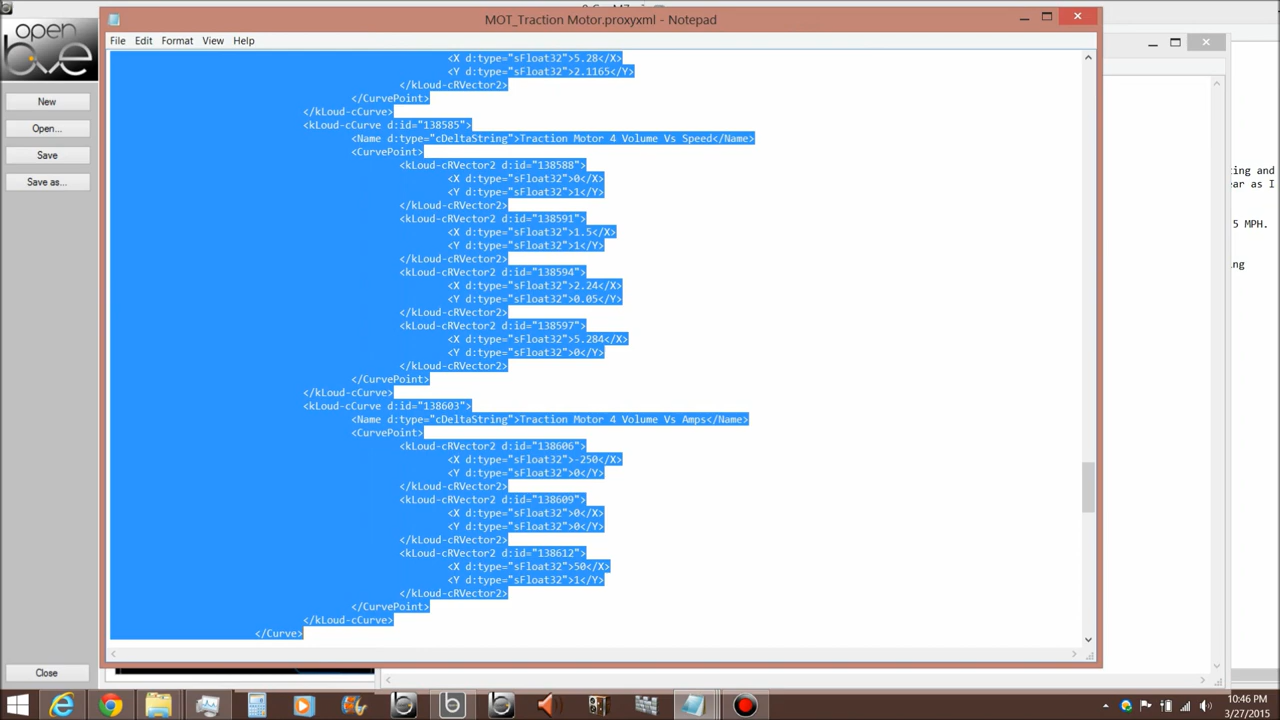 MOT_Traction Motor.proxyxml - Notepad
File Edit Format View Help
open
bve
New
Open...
Save
Save as...
Close
<X d:type="sFloat32">5.28</X>
<Y d:type="sFloat32">2.1165</Y>
</kLoud-cRVector2>
</CurvePoint>
</kLoud-cCurve>
<kLoud-cCurve d:id="138585">
<Name d:type="cDeltaString">Traction Motor 4 Volume Vs Speed</Name>
<CurvePoint>
<kLoud-cRVector2 d:id="138588">
<X d:type="sFloat32">0</X>
<Y d:type="sFloat32">1</Y>
</kLoud-cRVector2>
<kLoud-cRVector2 d:id="138591">
<X d:type="sFloat32">1.5</X>
<Y d:type="sFloat32">1</Y>
</kLoud-cRVector2>
<kLoud-cRVector2 d:id="138594">
<X d:type="sFloat32">2.24</X>
<Y d:type="sFloat32">0.05</Y>
</kLoud-cRVector2>
<kLoud-cRVector2 d:id="138597">
<X d:type="sFloat32">5.284</X>
<Y d:type="sFloat32">0</Y>
</kLoud-cRVector2>
</CurvePoint>
</kLoud-cCurve>
<kLoud-cCurve d:id="138603">
<Name d:type="cDeltaString">Traction Motor 4 Volume Vs Amps</Name>
<CurvePoint>
<kLoud-cRVector2 d:id="138606">
<X d:type="sFloat32">-250</X>
<Y d:type="sFloat32">0</Y>
</kLoud-cRVector2>
<kLoud-cRVector2 d:id="138609">
<X d:type="sFloat32">0</X>
<Y d:type="sFloat32">0</Y>
</kLoud-cRVector2>
<kLoud-cRVector2 d:id="138612">
<X d:type="sFloat32">50</X>
<Y d:type="sFloat32">1</Y>
</kLoud-cRVector2>
</CurvePoint>
</kLoud-cCurve>
</Curve>
ting and
ear as I
5 MPH.
ng
10:46 PM
3/27/2015